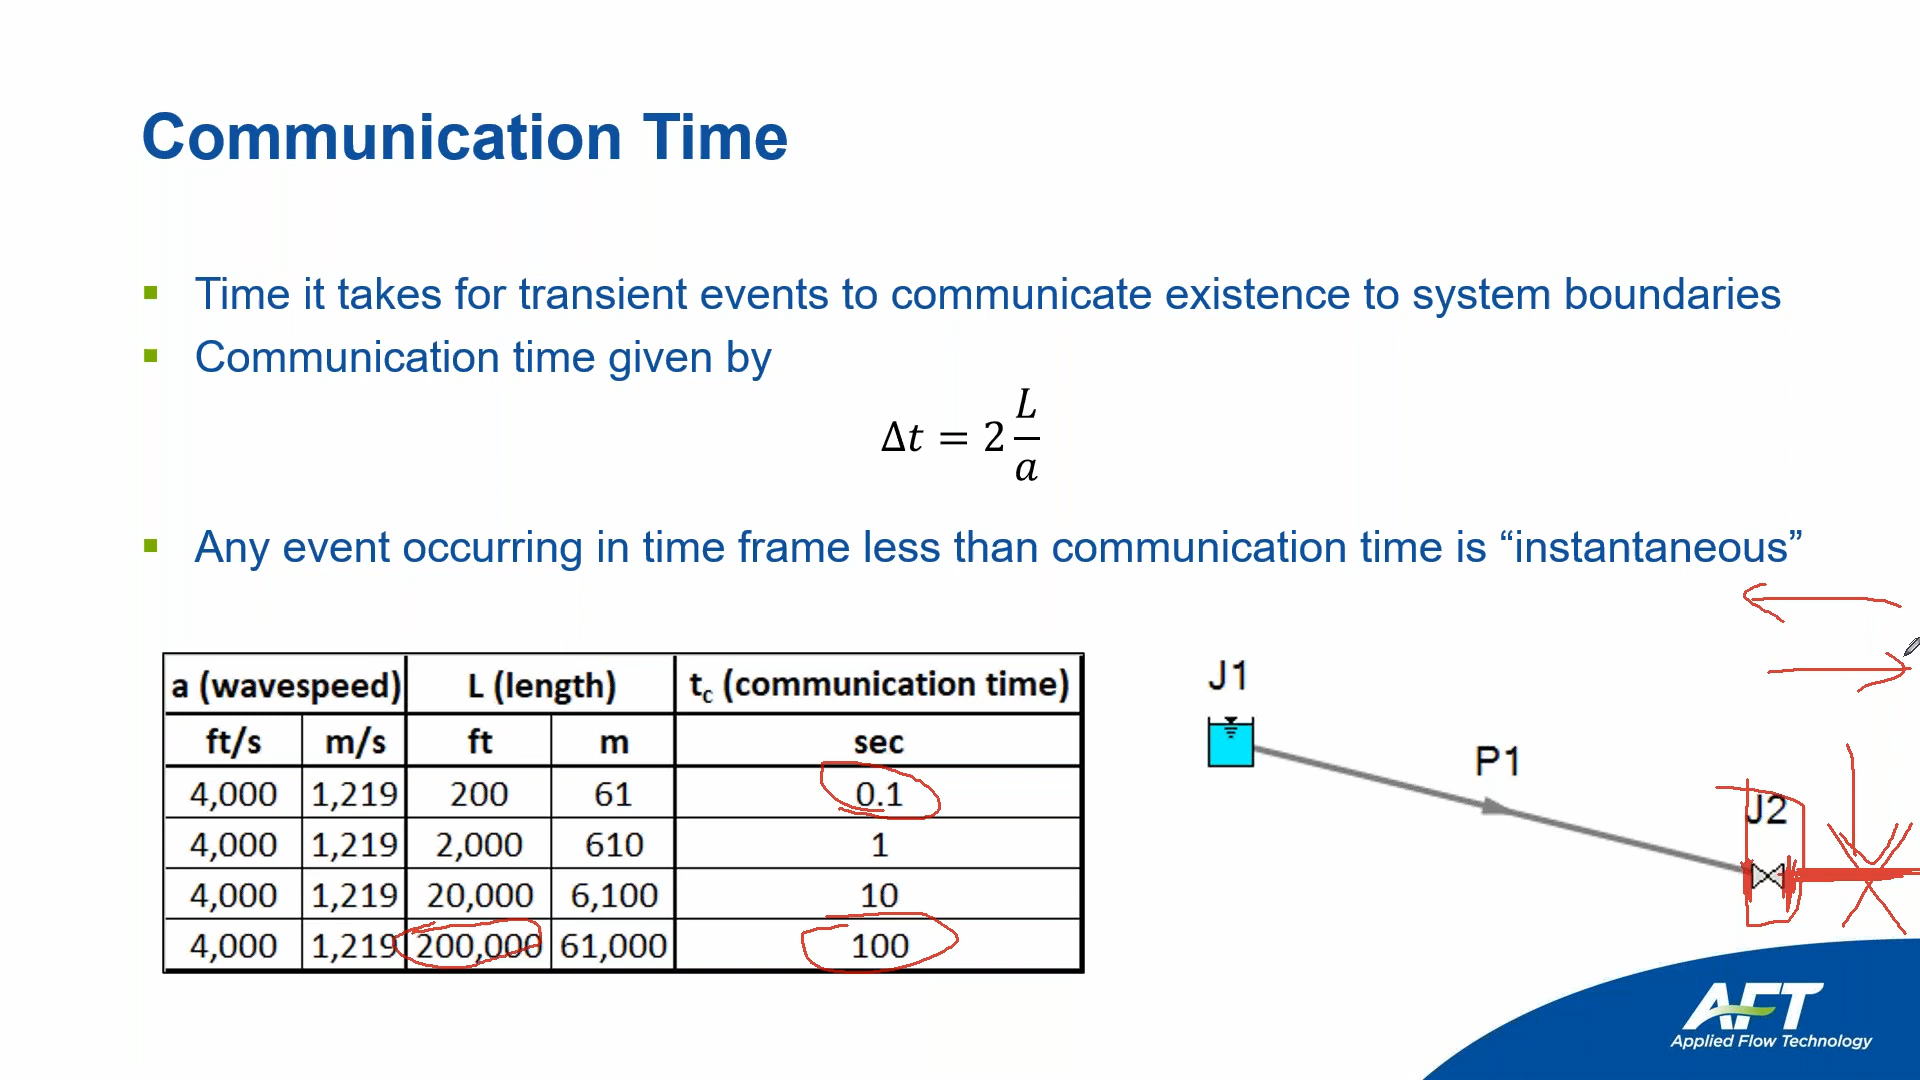 Communication Time
▪ Time it takes for transient events to communicate existence to system boundaries
▪ Communication time given by
Δt = 2 L/a
▪ Any event occurring in time frame less than communication time is “instantaneous”
a (wavespeed) L (length) tc (communication time)
ft/s m/s ft m sec
4,000 1,219 200 61 0.1
4,000 1,219 2,000 610 1
4,000 1,219 20,000 6,100 10
4,000 1,219 200,000 61,000 100
J1
P1
J2
AFT
Applied Flow Technology